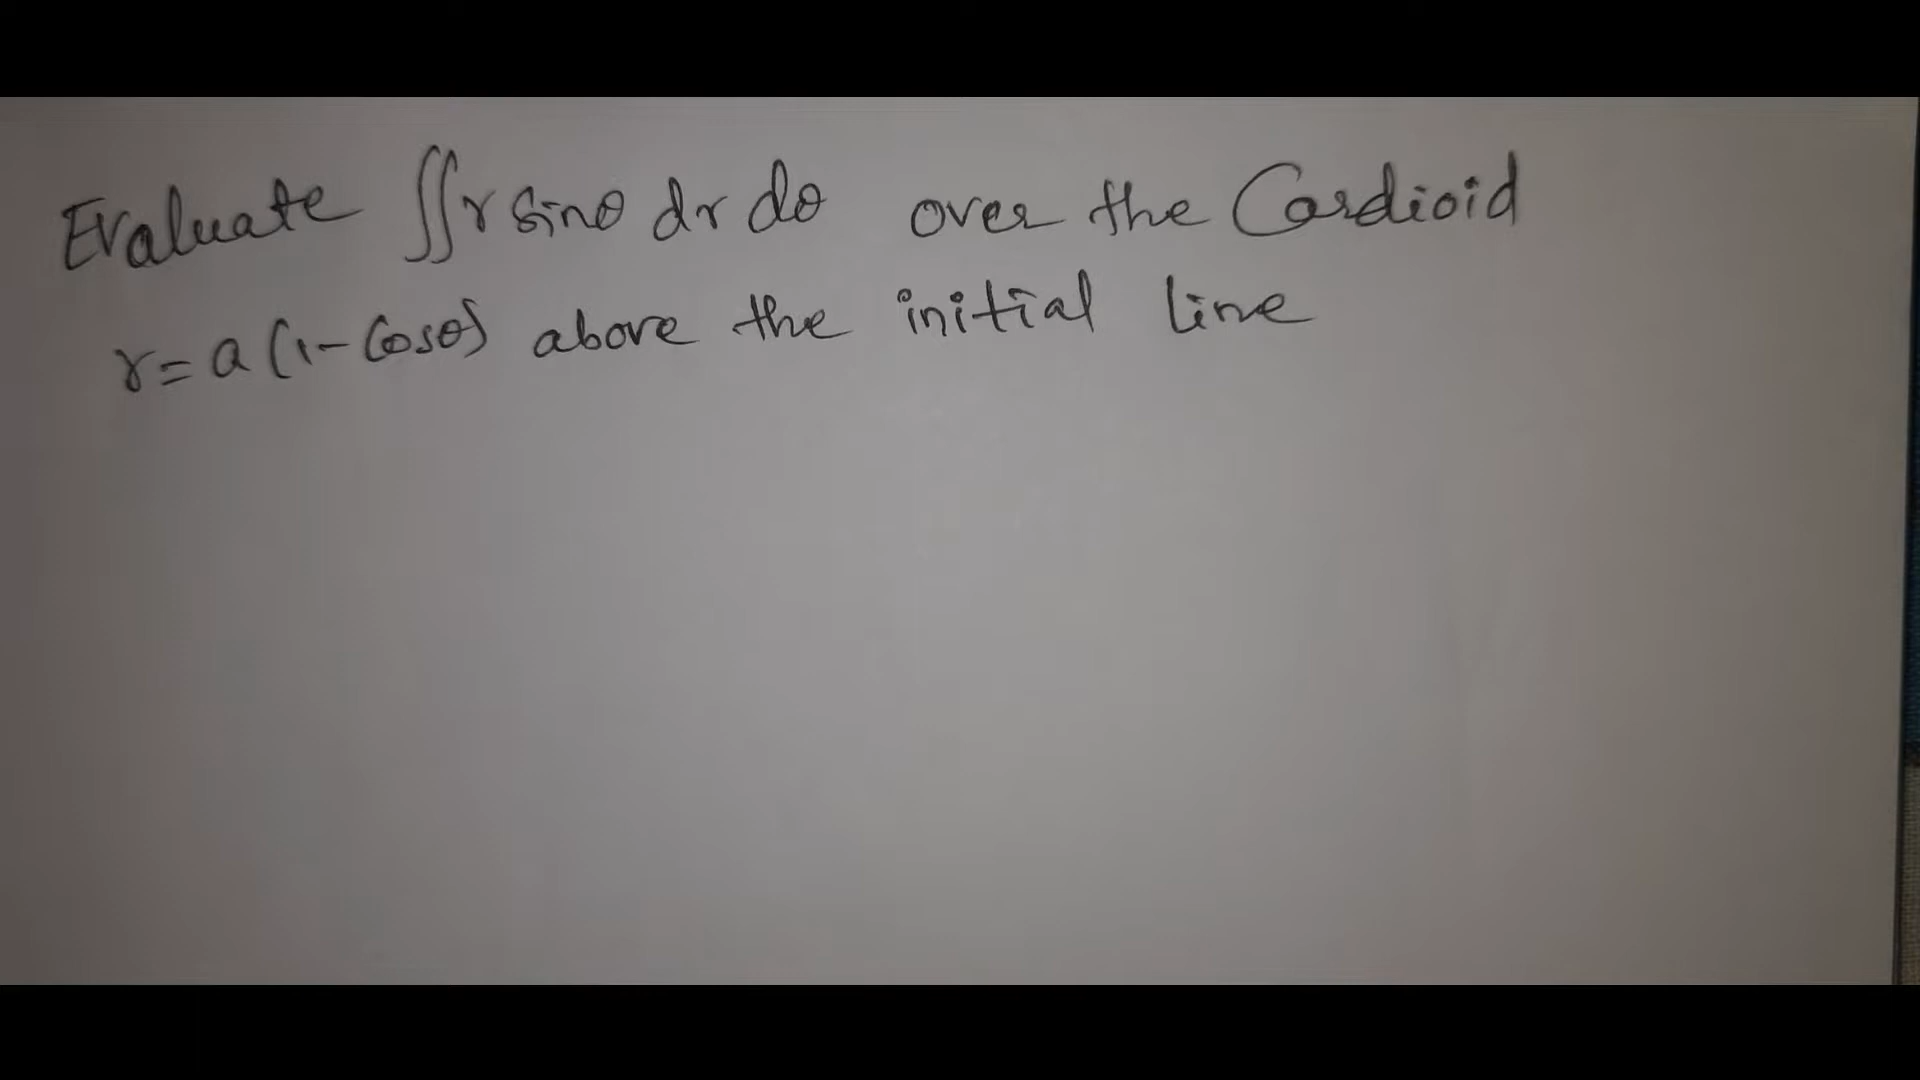 Evaluate ∬r sinθ dr dθ over the Cardioid
r=a(1-Cosθ) above the initial line